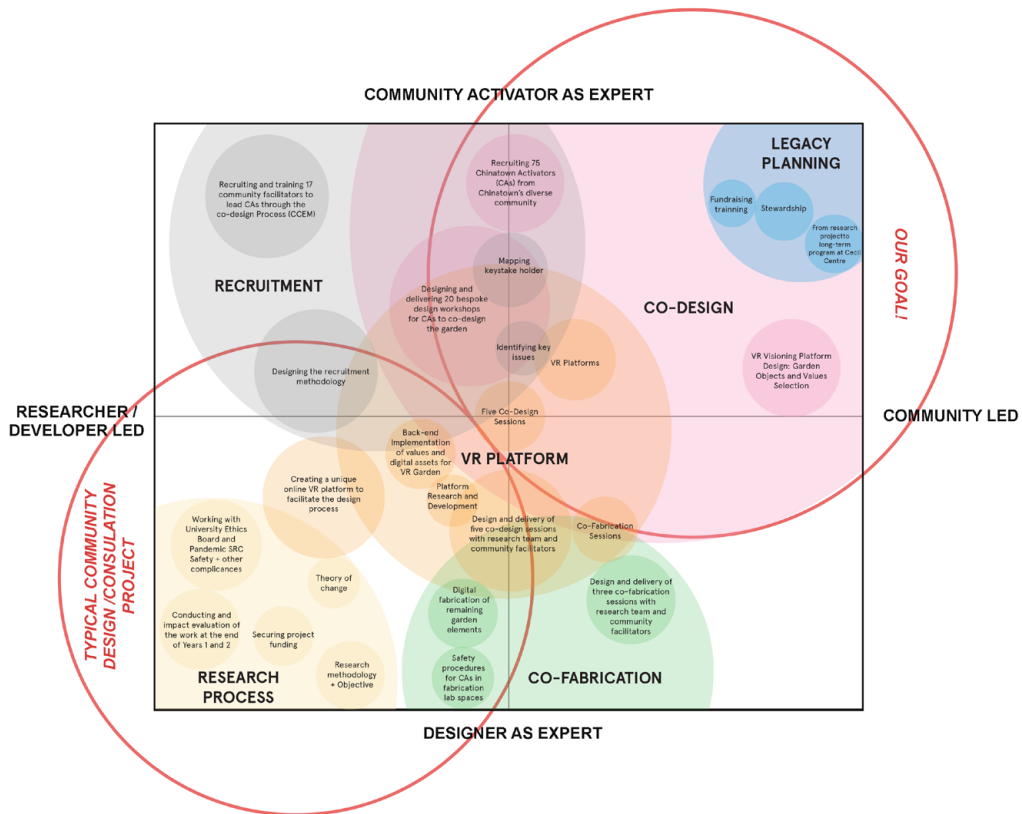 COMMUNITY ACTIVATOR AS EXPERT
LEGACY
PLANNING
Recruiting 75
Chinatown Activators
(CAs) from
Chinatown's diverse
community
Recruiting and training 17
community facilitators to
lead CAs through the
co-design Process (CCEM)
Fundraising
trainning
Stewardship
From research
projectto
long-term
program at Cecil
Centre
OUR GOAL!
Mapping
keystake holder
RECRUITMENT
Designing and
delivering 20 bespoke
design workshops
for CAs to co-design
the garden
CO-DESIGN
Identifying key
issues
VR Platforms
VR Visioning Platform
Design: Garden
Objects and Values
Selection
Designing the recruitment
methodology
RESEARCHER /
DEVELOPER LED
COMMUNITY LED
Five Co-Design
Sessions
Back-end
Implementation
of values and
digital assets for
VR Garden
VR PLATFORM
Creating a unique
online VR platform to
facilitate the design
process
Platform
Research and
Development
TYPICAL COMMUNITY
DESIGN /CONSULATION
PROJECT
Working with
University Ethics
Board and
Pandemic SRC
Safety + other
complicances
Design and delivery of
five co-design sessions
with research team and
community facilitators
Co-Fabrication
Sessions
Theory of
change
Digital
fabrication of
remaining
garden
elements
Design and delivery of
three co-fabrication
sessions with
research team and
community
facilitators
Conducting and
impact evaluation of
the work at the end
of Years 1 and 2
Securing project
funding
Research
methodology
+ Objective
Safety
procedures
for CAs in
fabrication
lab spaces
RESEARCH
PROCESS
CO-FABRICATION
DESIGNER AS EXPERT